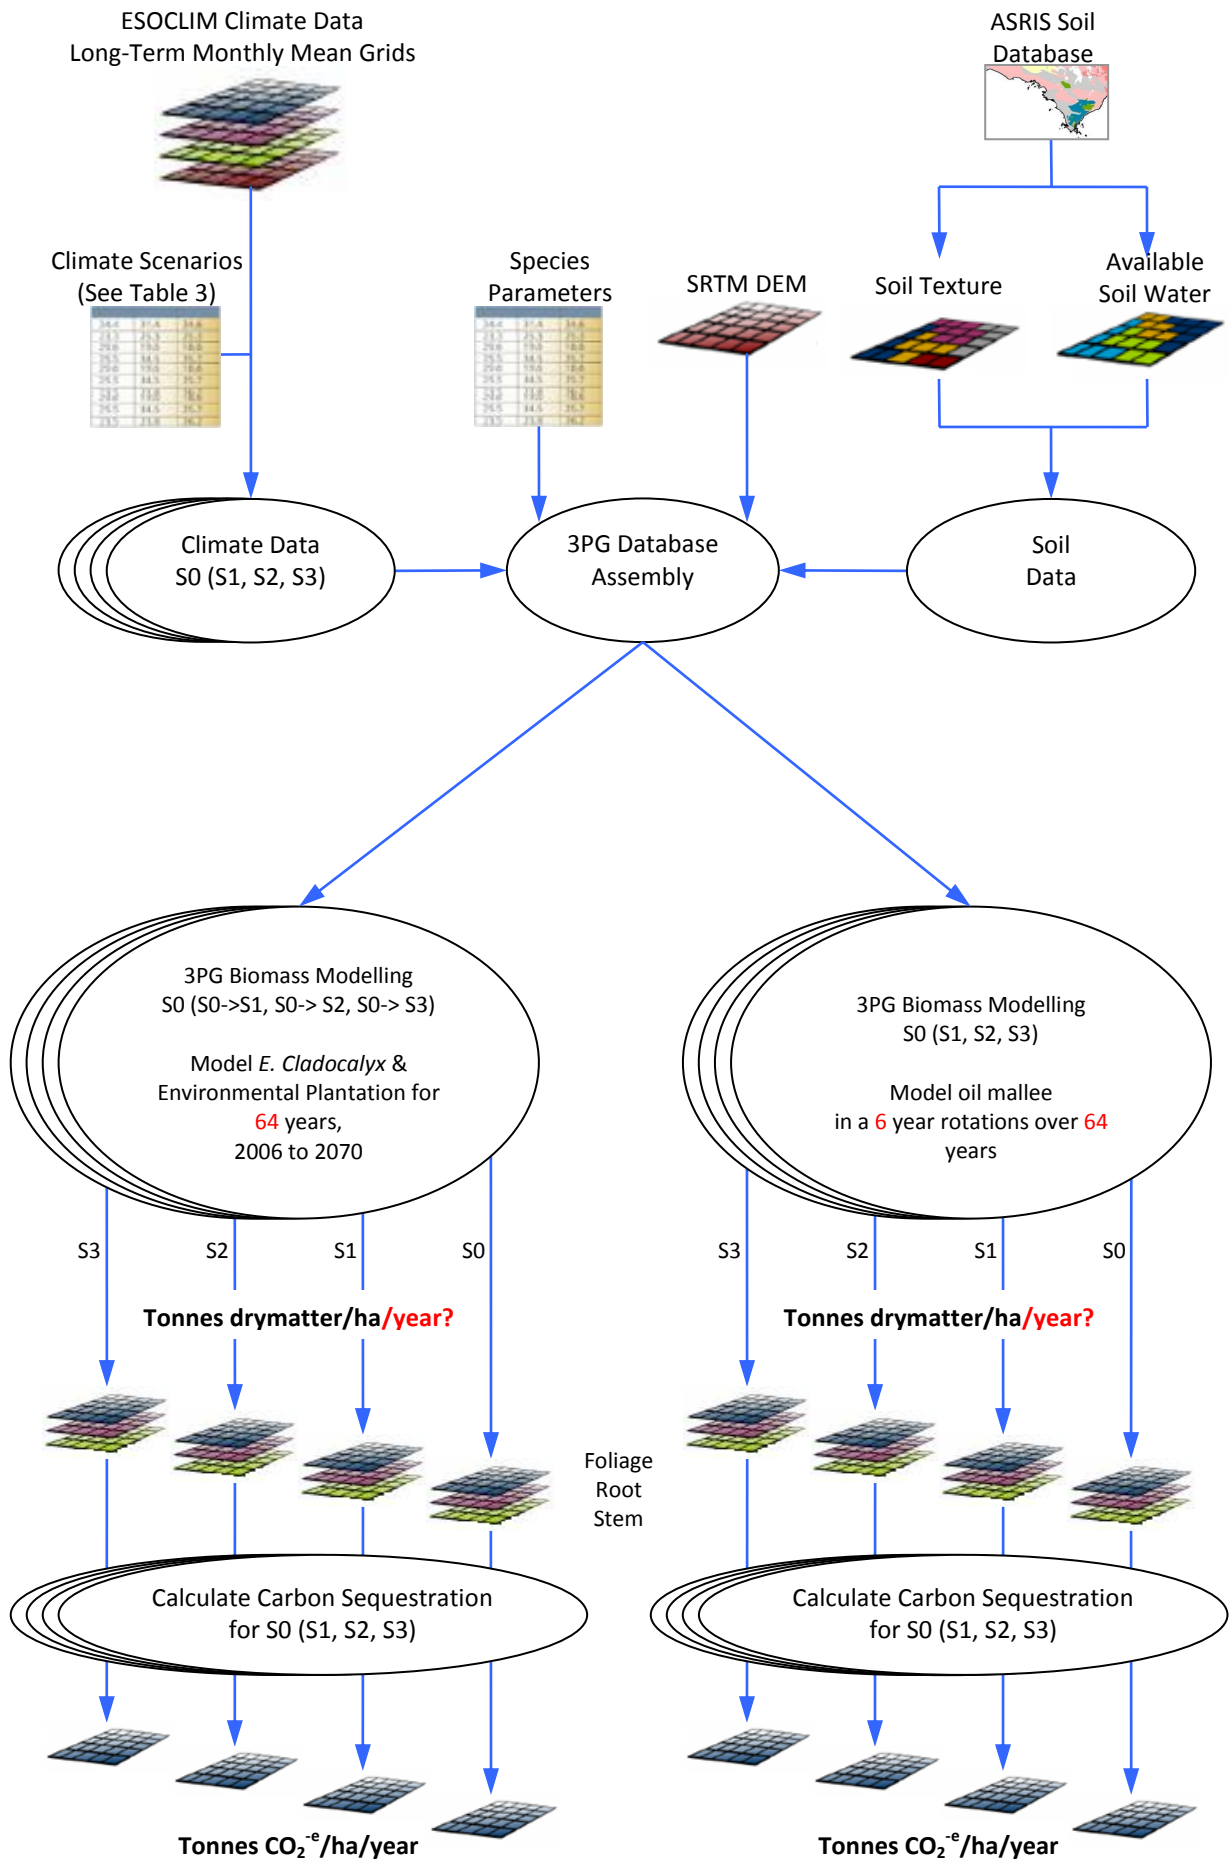 ESOCLIM Climate Data
Long-Term Monthly Mean Grids
ASRIS Soil
Database
Climate Scenarios
(See Table 3)
Species
Parameters
SRTM DEM
Soil Texture
Available
Soil Water
Climate Data
S0 (S1, S2, S3)
3PG Database
Assembly
Soil
Data
3PG Biomass Modelling
S0 (S0->S1, S0-> S2, S0-> S3)
Model E. Cladocalyx &
Environmental Plantation for
64 years,
2006 to 2070
3PG Biomass Modelling
S0 (S1, S2, S3)
Model oil mallee
in a 6 year rotations over 64
years
S3
S2
S1
S0
S3
S2
S1
S0
Tonnes drymatter/ha/year?
Tonnes drymatter/ha/year?
Foliage
Root
Stem
Calculate Carbon Sequestration
for S0 (S1, S2, S3)
Calculate Carbon Sequestration
for S0 (S1, S2, S3)
Tonnes CO₂⁻ᵉ/ha/year
Tonnes CO₂⁻ᵉ/ha/year